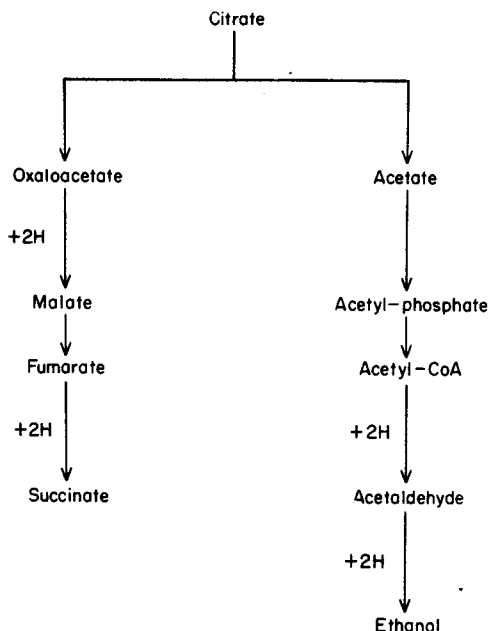 Citrate
Oxaloacetate
Acetate
+2H
Malate
Acetyl-phosphate
Fumarate
Acetyl-CoA
+2H
+2H
Succinate
Acetaldehyde
+2H
Ethanol